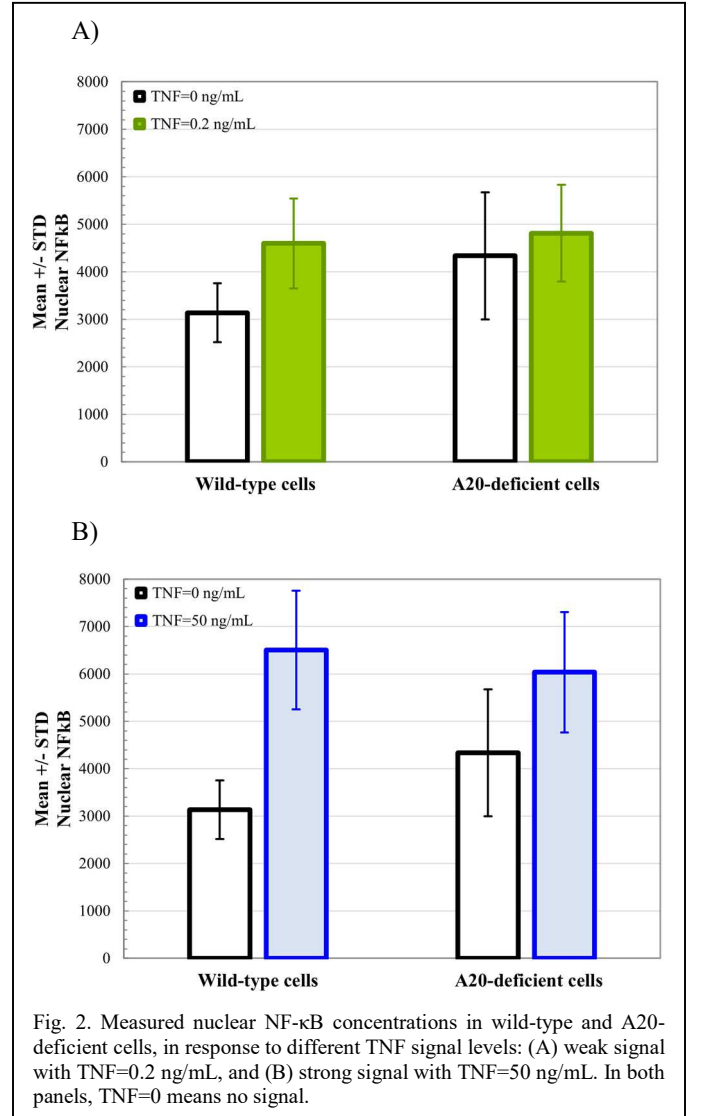 A)
8000
7000
6000
5000
4000
3000
2000
1000
0
Mean +/- STD
Nuclear NFkB
TNF=0 ng/mL
TNF=0.2 ng/mL
Wild-type cells
A20-deficient cells
B)
8000
7000
6000
5000
4000
3000
2000
1000
0
Mean +/- STD
Nuclear NFkB
TNF=0 ng/mL
TNF=50 ng/mL
Wild-type cells
A20-deficient cells
Fig. 2. Measured nuclear NF-κB concentrations in wild-type and A20-
deficient cells, in response to different TNF signal levels: (A) weak signal
with TNF=0.2 ng/mL, and (B) strong signal with TNF=50 ng/mL. In both
panels, TNF=0 means no signal.